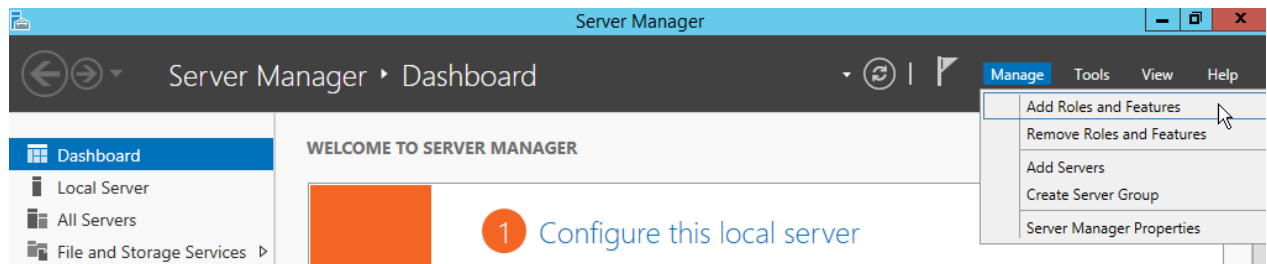 Server Manager
Server Manager ‣ Dashboard
Manage Tools View Help
Add Roles and Features
Remove Roles and Features
Add Servers
Create Server Group
Server Manager Properties
Dashboard
Local Server
All Servers
File and Storage Services
WELCOME TO SERVER MANAGER
1 Configure this local server